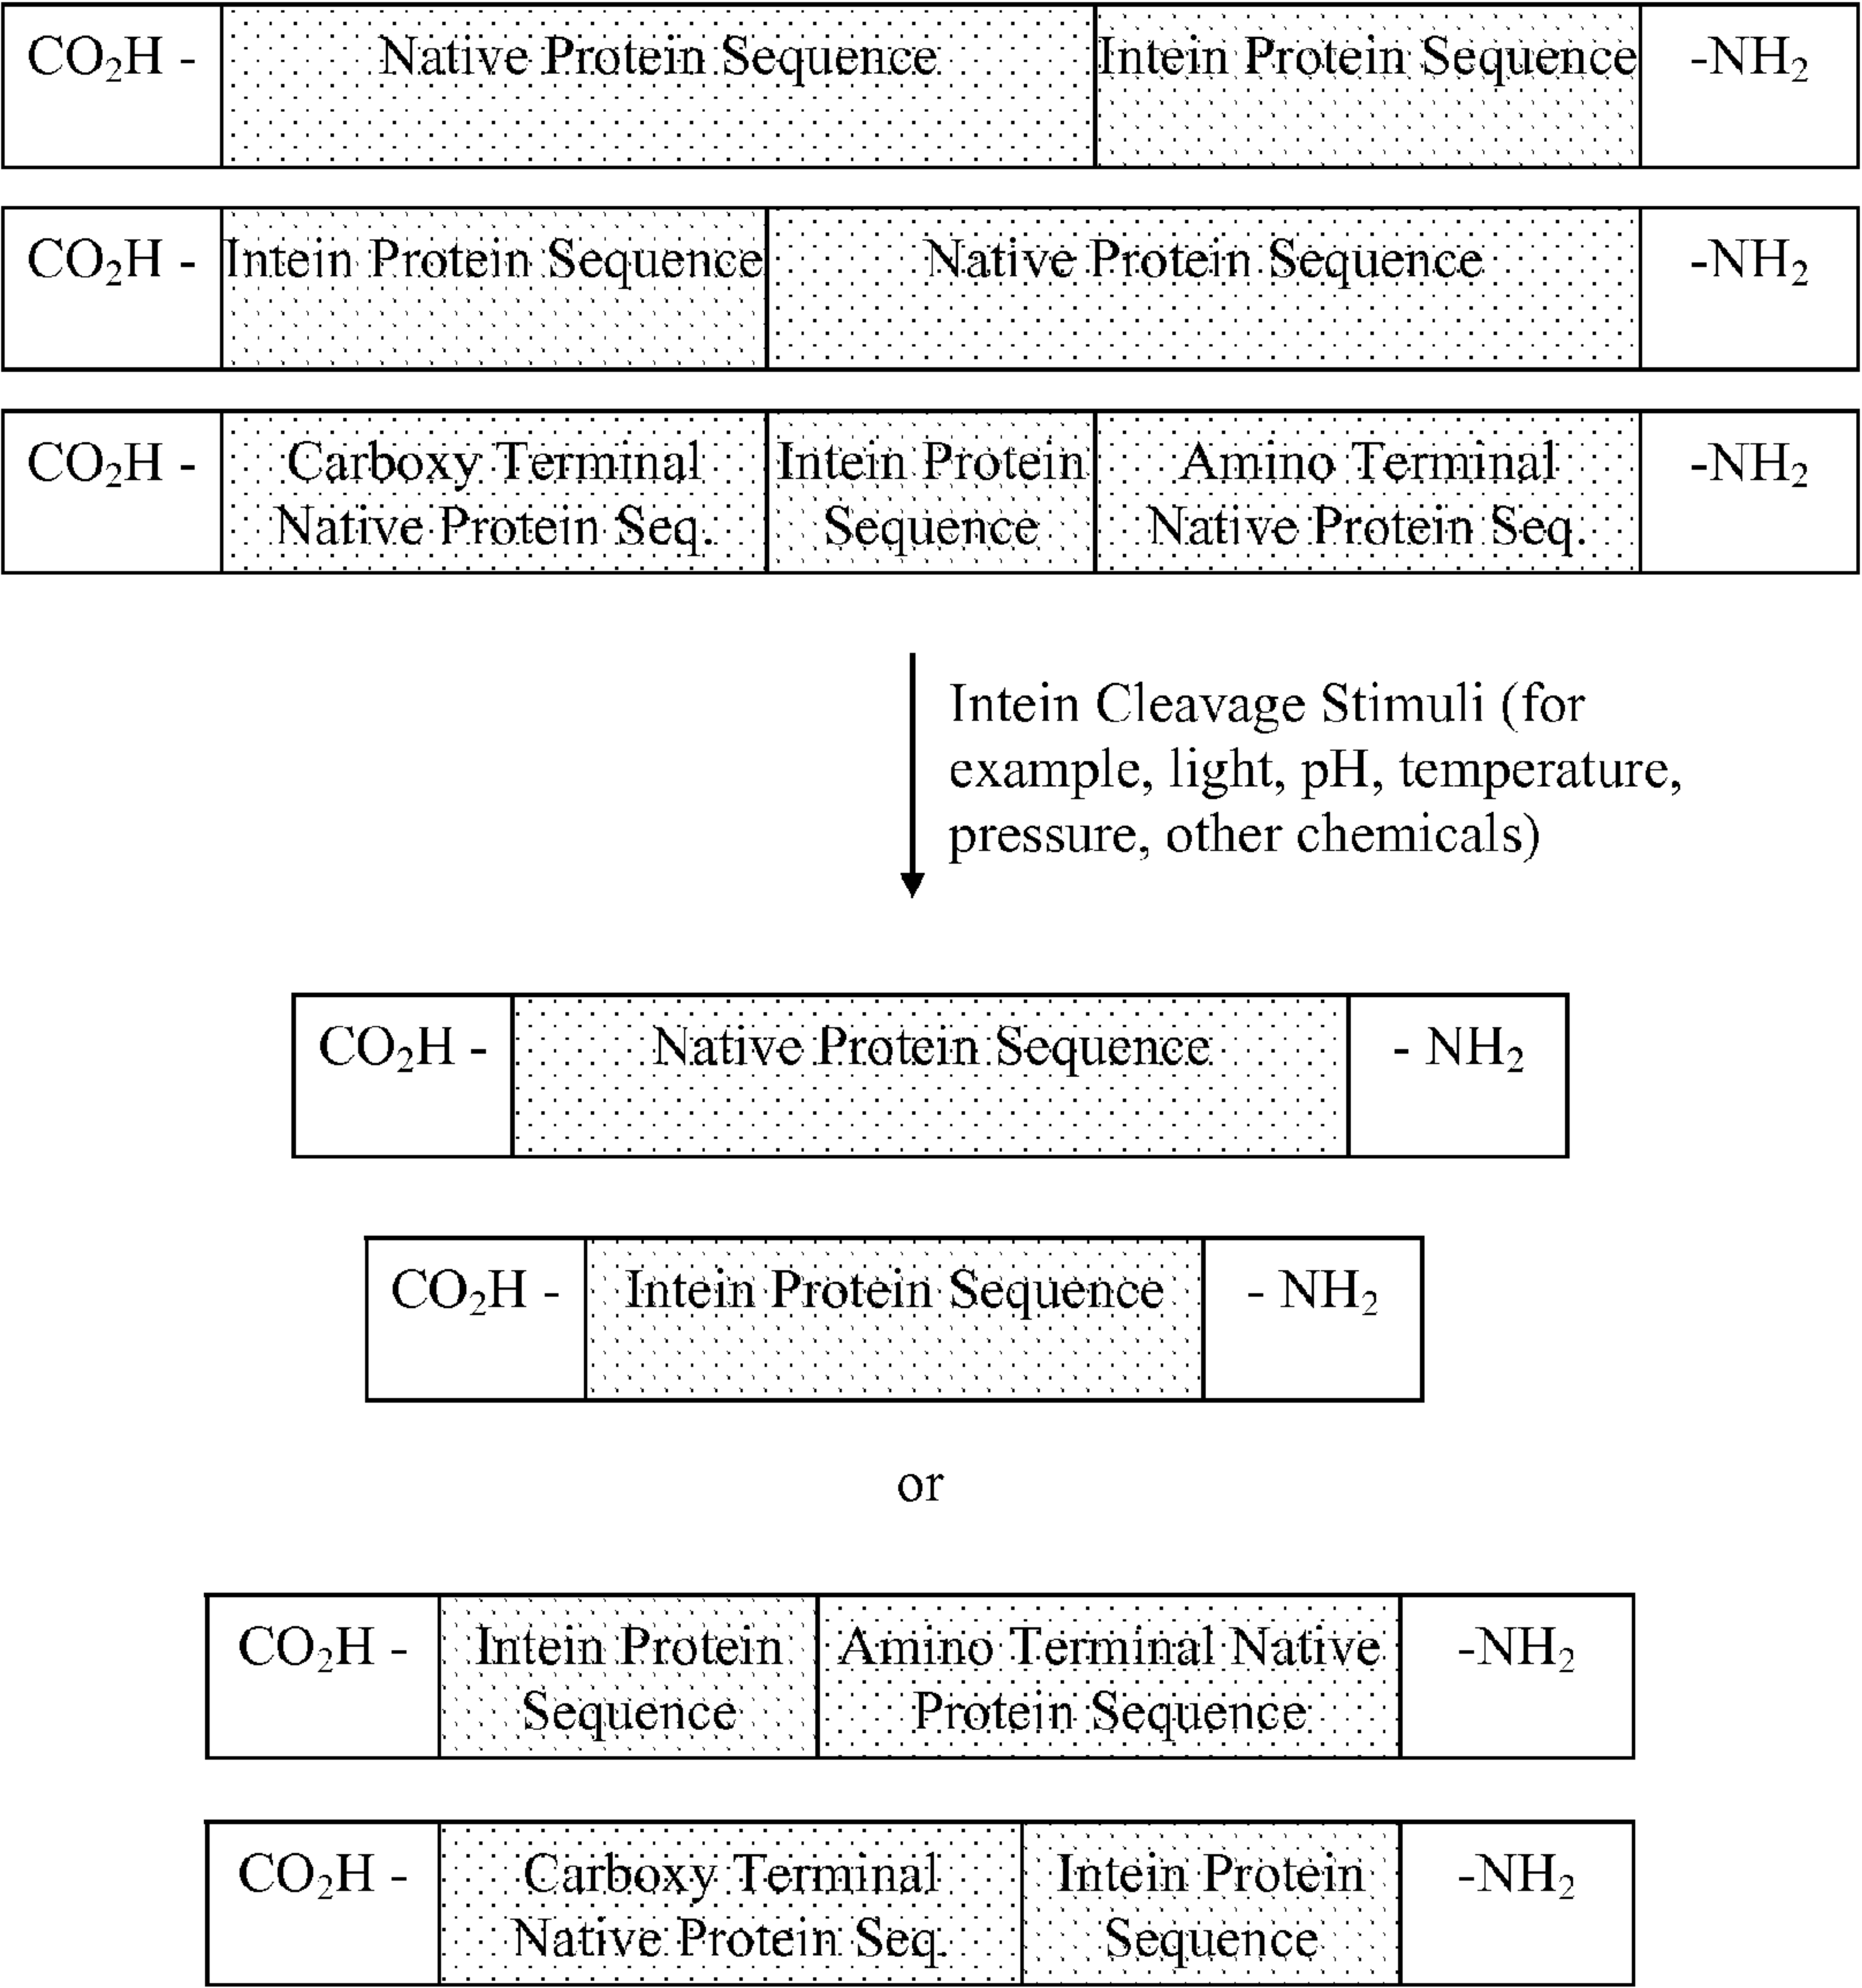 CO₂H - Native Protein Sequence Intein Protein Sequence -NH₂
CO₂H - Intein Protein Sequence Native Protein Sequence -NH₂
CO₂H - Carboxy Terminal Intein Protein Amino Terminal -NH₂
Native Protein Seq. Sequence Native Protein Seq.
Intein Cleavage Stimuli (for
example, light, pH, temperature,
pressure, other chemicals)
CO₂H - Native Protein Sequence - NH₂
CO₂H - Intein Protein Sequence - NH₂
or
CO₂H - Intein Protein Amino Terminal Native -NH₂
Sequence Protein Sequence
CO₂H - Carboxy Terminal Intein Protein -NH₂
Native Protein Seq. Sequence